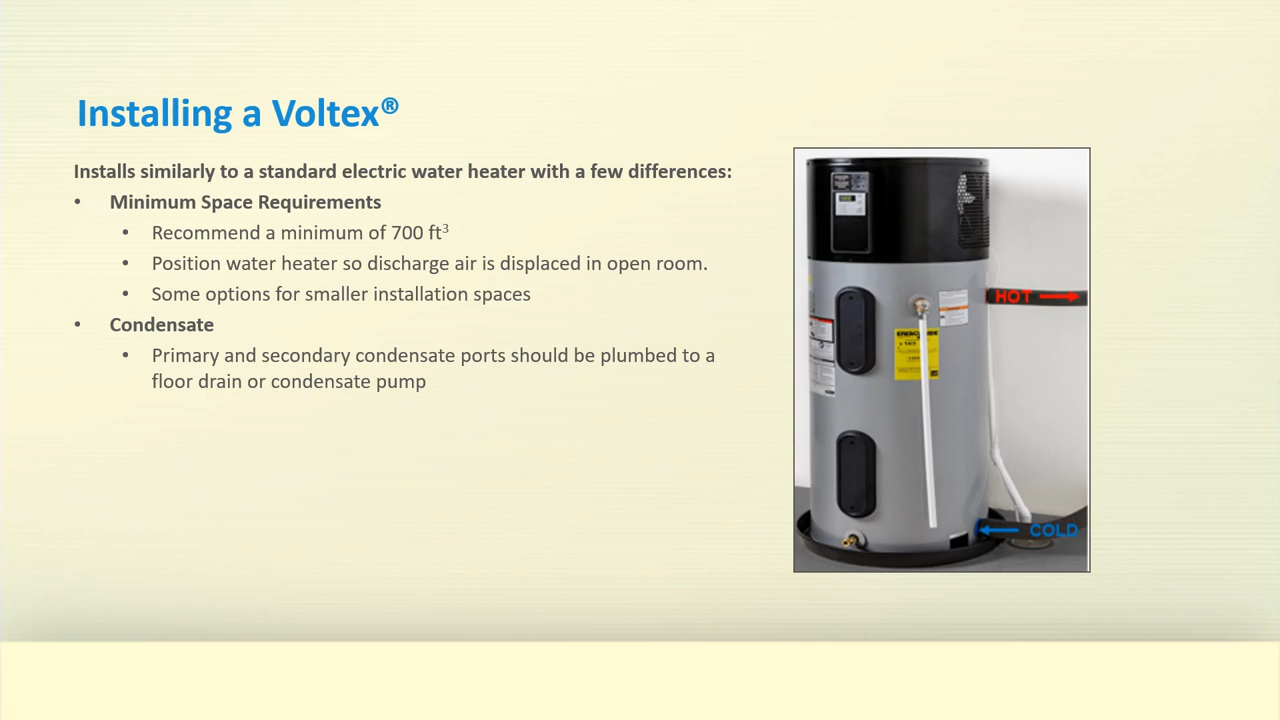 Installing a Voltex®
Installs similarly to a standard electric water heater with a few differences:
• Minimum Space Requirements
• Recommend a minimum of 700 ft³
• Position water heater so discharge air is displaced in open room.
• Some options for smaller installation spaces
• Condensate
• Primary and secondary condensate ports should be plumbed to a
floor drain or condensate pump
HOT
COLD